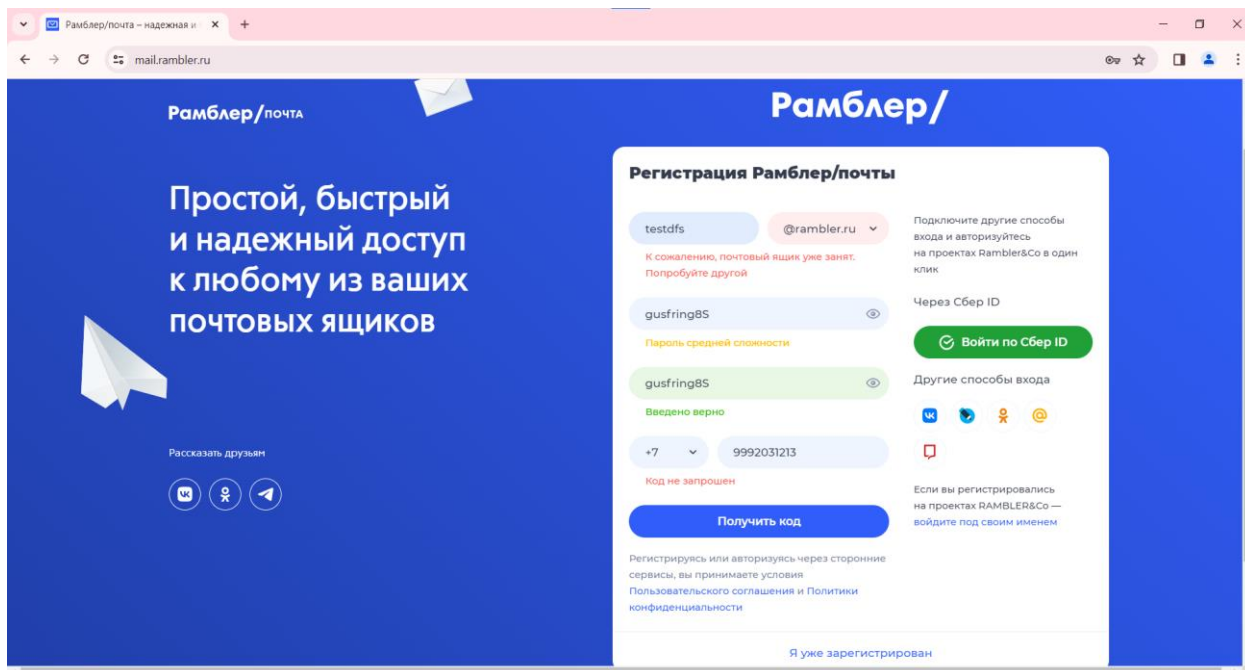 Рамблер/почта – надежная и
mail.rambler.ru
Рамблер/почта
Простой, быстрый
и надежный доступ
к любому из ваших
почтовых ящиков
Рассказать друзьям
Рамблер/
Регистрация Рамблер/почты
testdfs
@rambler.ru
К сожалению, почтовый ящик уже занят.
Попробуйте другой
gusfring8S
Пароль средней сложности
gusfring8S
Введено верно
+7
9992031213
Код не запрошен
Получить код
Регистрируясь или авторизуясь через сторонние
сервисы, вы принимаете условия
Пользовательского соглашения и Политики
конфиденциальности
Подключите другие способы
входа и авторизуйтесь
на проектах Rambler&Co в один
клик
Через Сбер ID
Войти по Сбер ID
Другие способы входа
Если вы регистрировались
на проектах RAMBLER&Co —
войдите под своим именем
Я уже зарегистрирован